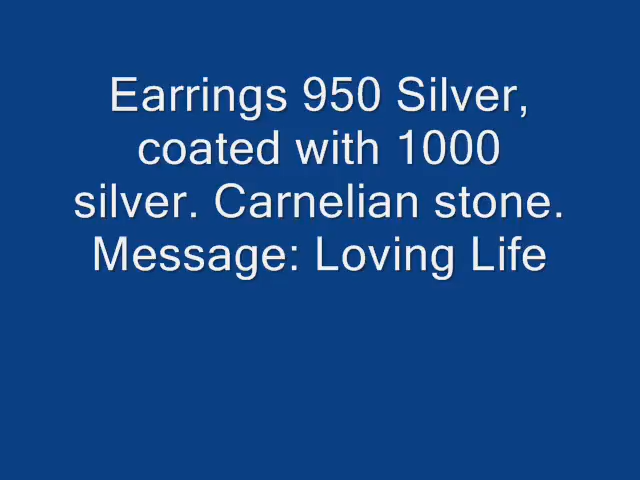 Earrings 950 Silver,
coated with 1000
silver. Carnelian stone.
Message: Loving Life